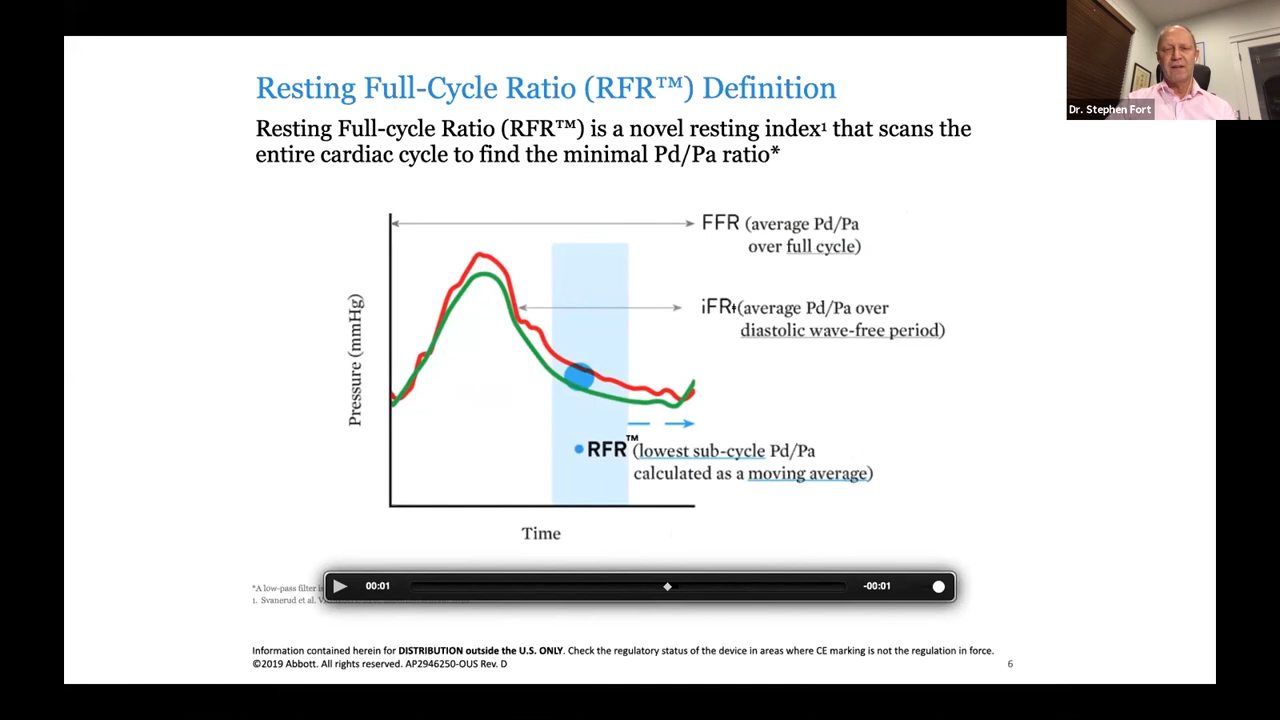 Resting Full-Cycle Ratio (RFR™) Definition
Dr. Stephen Fort
Resting Full-cycle Ratio (RFR™) is a novel resting index¹ that scans the
entire cardiac cycle to find the minimal Pd/Pa ratio*
FFR (average Pd/Pa
over full cycle)
iFR† (average Pd/Pa over
diastolic wave-free period)
Pressure (mmHg)
RFR™ (lowest sub-cycle Pd/Pa
calculated as a moving average)
Time
*A low-pass filter
00:01
-00:01
1. Svanerud et al.
Information contained herein for DISTRIBUTION outside the U.S. ONLY. Check the regulatory status of the device in areas where CE marking is not the regulation in force.
©2019 Abbott. All rights reserved. AP2946250-OUS Rev. D
6